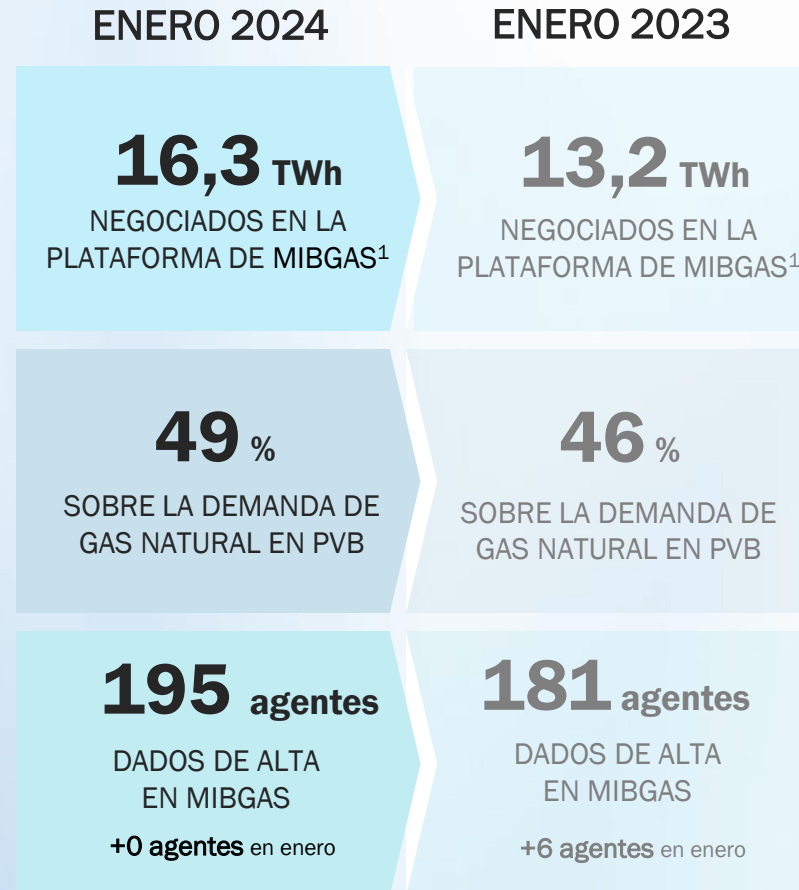 ENERO 2024
16,3 TWh
NEGOCIADOS EN LA
PLATAFORMA DE MIBGAS¹
49 %
SOBRE LA DEMANDA DE
GAS NATURAL EN PVB
195 agentes
DADOS DE ALTA
EN MIBGAS
+0 agentes en enero
ENERO 2023
13,2 TWh
NEGOCIADOS EN LA
PLATAFORMA DE MIBGAS¹
46 %
SOBRE LA DEMANDA DE
GAS NATURAL EN PVB
181 agentes
DADOS DE ALTA
EN MIBGAS
+6 agentes en enero